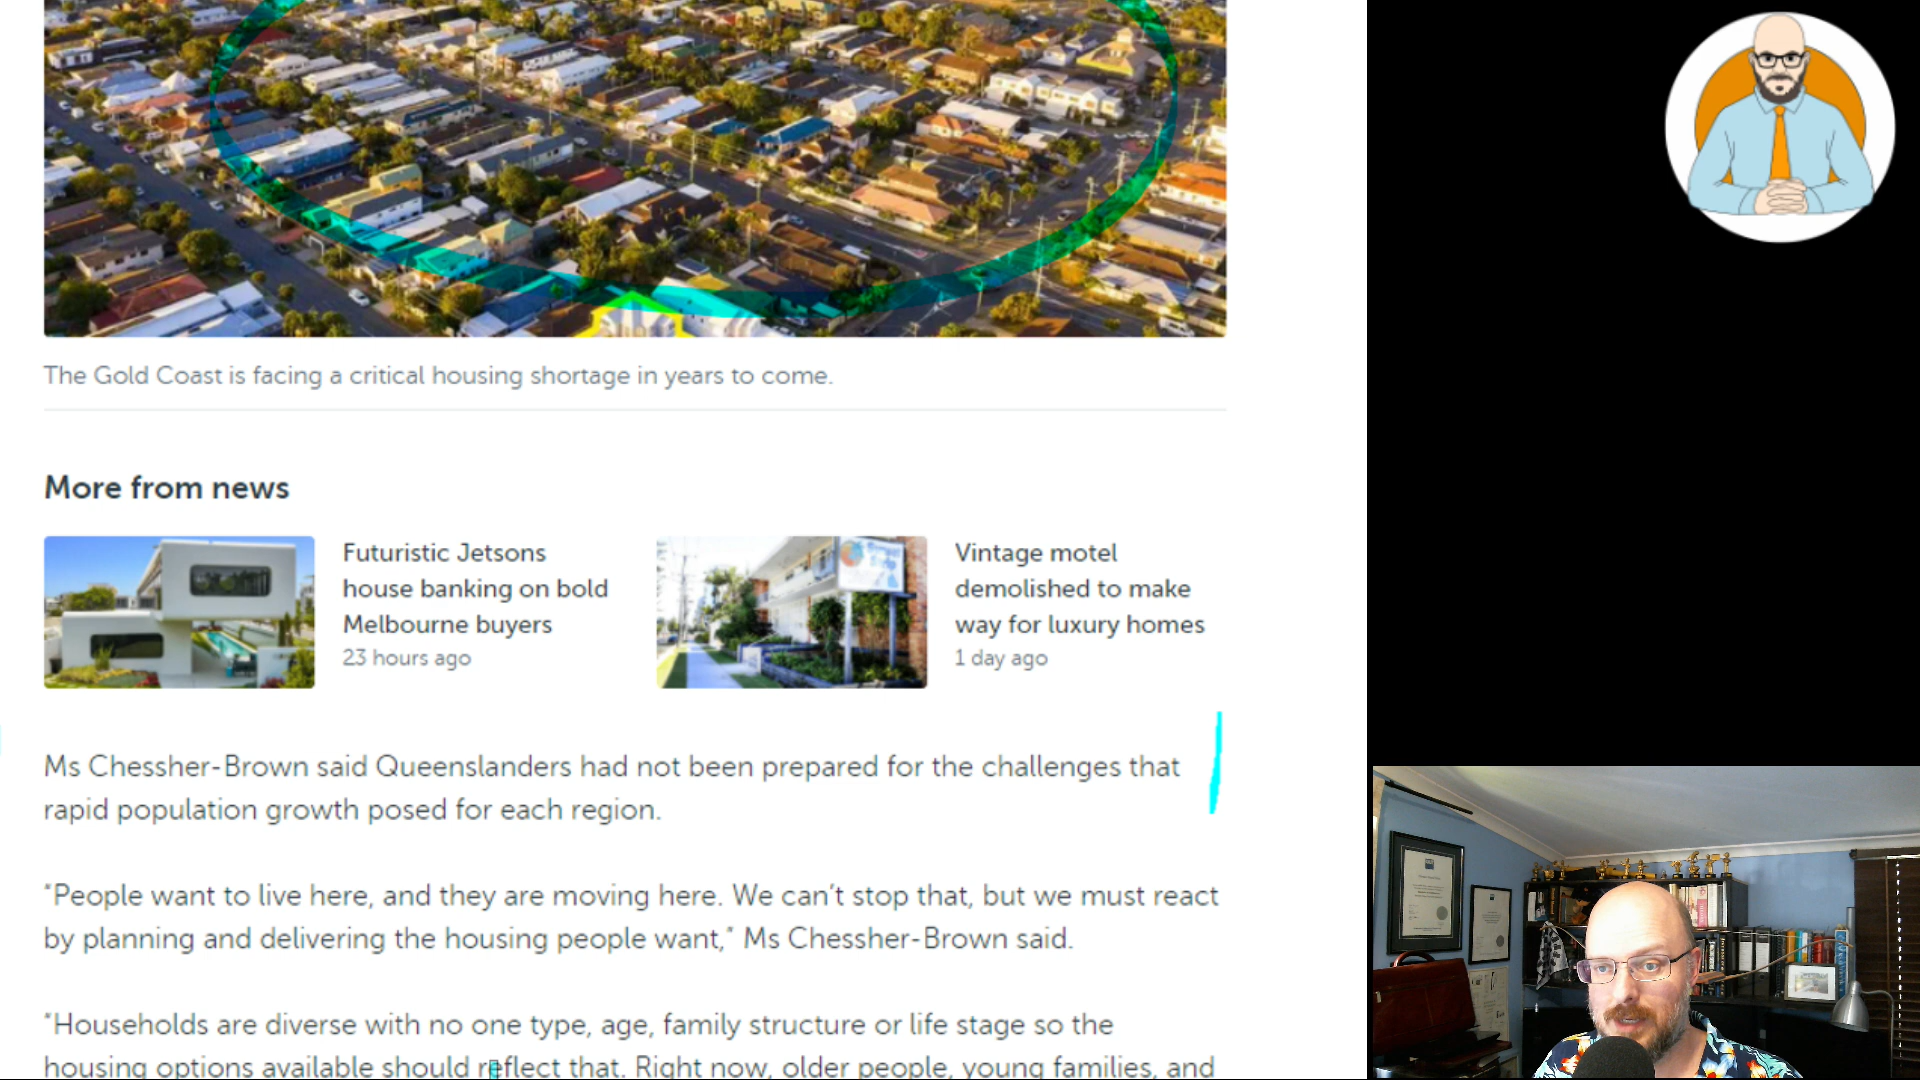 The Gold Coast is facing a critical housing shortage in years to come.
More from news
Futuristic Jetsons
house banking on bold
Melbourne buyers
23 hours ago
Vintage motel
demolished to make
way for luxury homes
1 day ago
Ms Chessher-Brown said Queenslanders had not been prepared for the challenges that
rapid population growth posed for each region.
“People want to live here, and they are moving here. We can’t stop that, but we must react
by planning and delivering the housing people want,” Ms Chessher-Brown said.
“Households are diverse with no one type, age, family structure or life stage so the
housing options available should reflect that. Right now, older people, young families, and